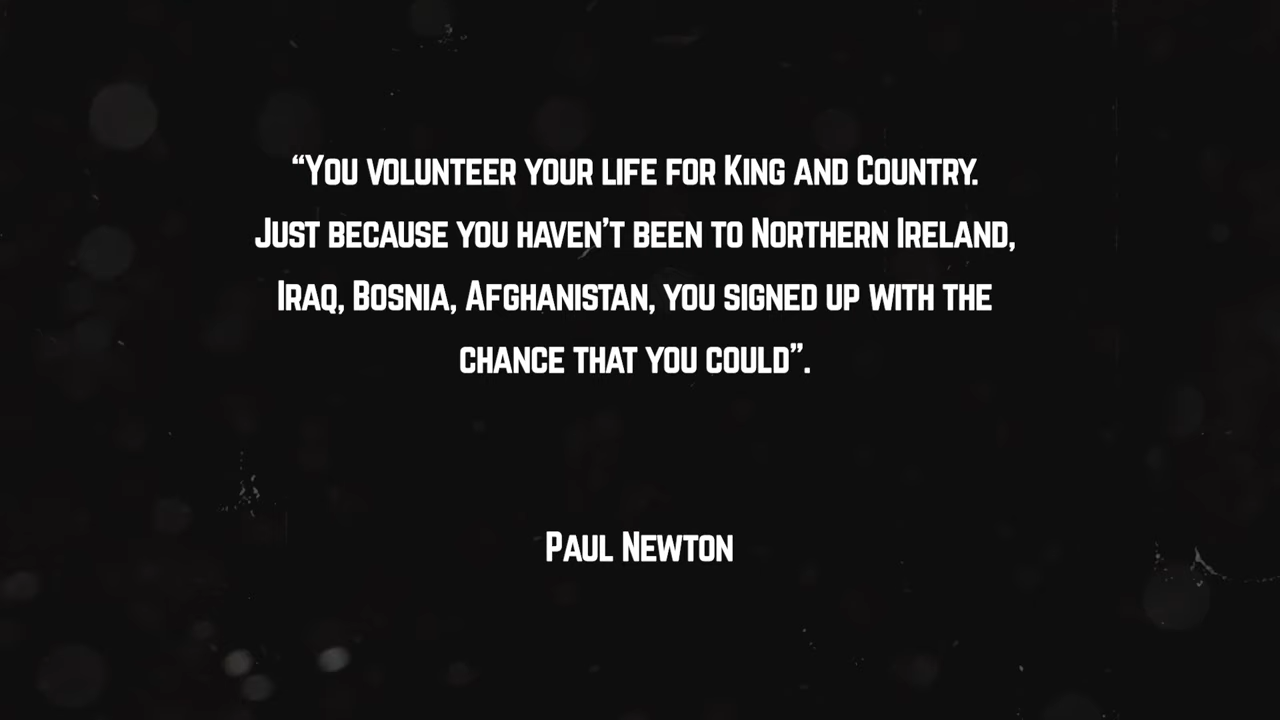 “You volunteer your life for King and Country.
Just because you haven’t been to Northern Ireland,
Iraq, Bosnia, Afghanistan, you signed up with the
chance that you could”.
Paul Newton